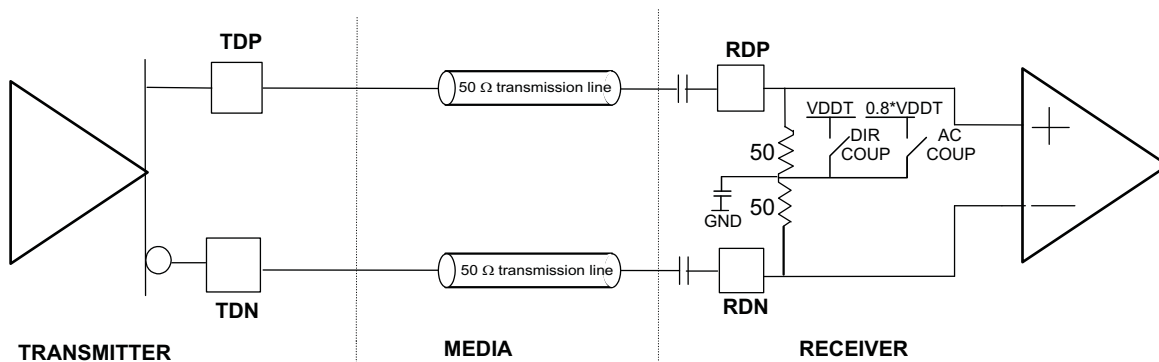 TDP
RDP
50 Ω transmission line
VDDT
0.8*VDDT
DIR
COUP
AC
COUP
50
50
GND
50 Ω transmission line
TDN
RDN
TRANSMITTER
MEDIA
RECEIVER